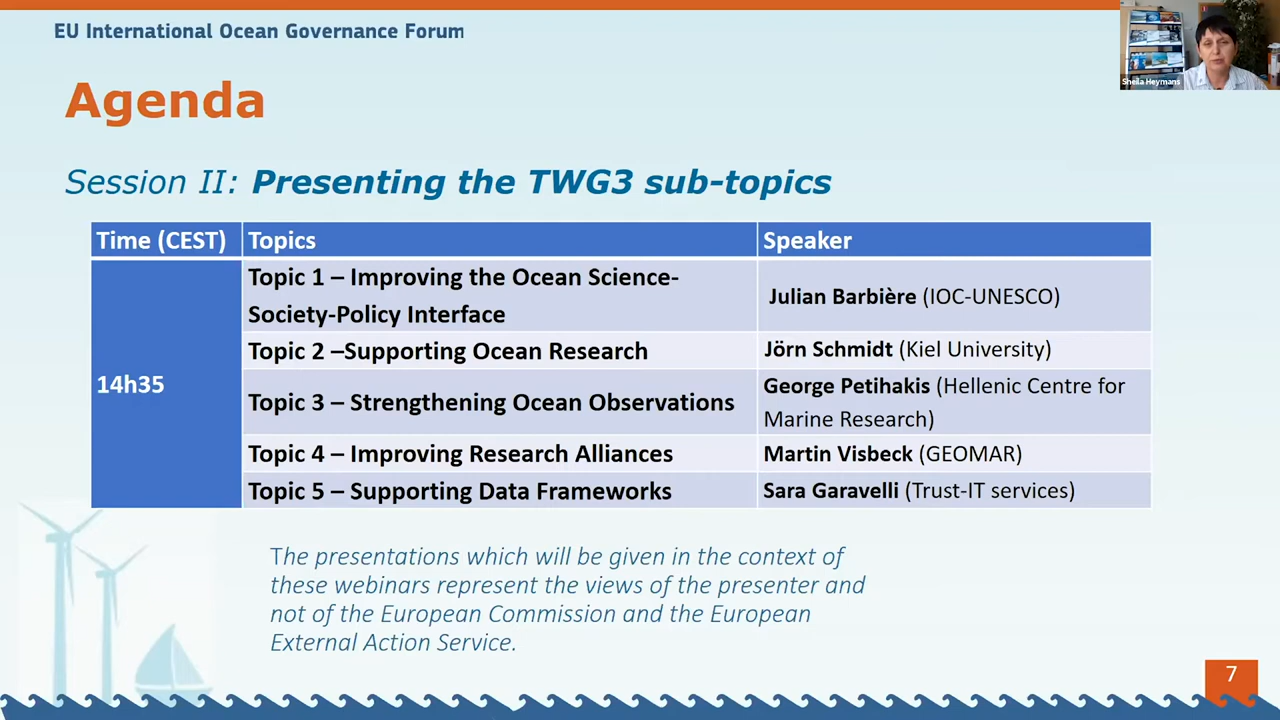 EU International Ocean Governance Forum
Sheila Heymans
Agenda
Session II: Presenting the TWG3 sub-topics
Time (CEST) Topics Speaker
14h35
Topic 1 – Improving the Ocean Science-
Society-Policy Interface
Julian Barbière (IOC-UNESCO)
Topic 2 –Supporting Ocean Research
Jörn Schmidt (Kiel University)
Topic 3 – Strengthening Ocean Observations
George Petihakis (Hellenic Centre for
Marine Research)
Topic 4 – Improving Research Alliances
Martin Visbeck (GEOMAR)
Topic 5 – Supporting Data Frameworks
Sara Garavelli (Trust-IT services)
The presentations which will be given in the context of
these webinars represent the views of the presenter and
not of the European Commission and the European
External Action Service.
7